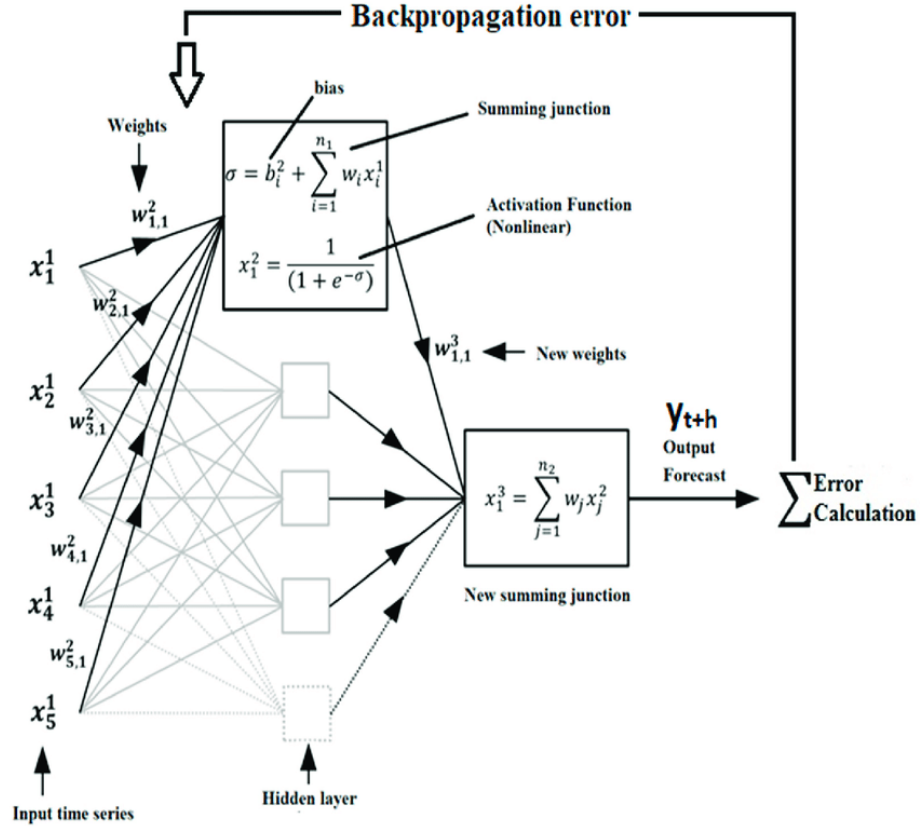 Backpropagation error
bias
Weights
Summing junction
σ = b_i^2 + ∑_{i=1}^{n_1} w_i x_i^1
w_{1,1}^2
Activation Function
(Nonlinear)
x_1^2 = 1 / (1 + e^{-σ})
x_1^1
w_{2,1}^2
w_{1,1}^3
New weights
x_2^1
w_{3,1}^2
y_{t+h}
Output
Forecast
x_3^1
x_1^3 = ∑_{j=1}^{n_2} w_j x_j^2
∑ Error
Calculation
w_{4,1}^2
x_4^1
New summing junction
w_{5,1}^2
x_5^1
Hidden layer
Input time series